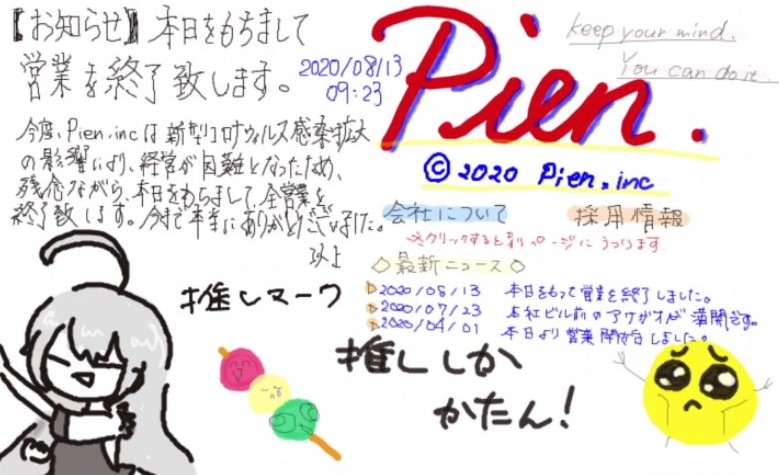 【お知らせ】本日をもちまして
営業を終了致します。
2020/08/13
09:23
今度、Pien.incは新型コロナウィルス感染拡大
の影響により、経営が困難となったため、
残念ながら、本日をもちまして、全営業を
終了致します。今まで本当にありがとうございました。
以上
Pien.
© 2020 Pien.inc
keep your mind.
You can do it.
会社について
採用情報
※クリックすると別ページにうつります
◇最新ニュース◇
▷2020/08/13 本日をもって営業を終了しました。
▷2020/07/23 本社ビル前のアサガオが満開です。
▷2020/04/01 本日より営業開始しました。
推しマーク
推ししか
かたん!